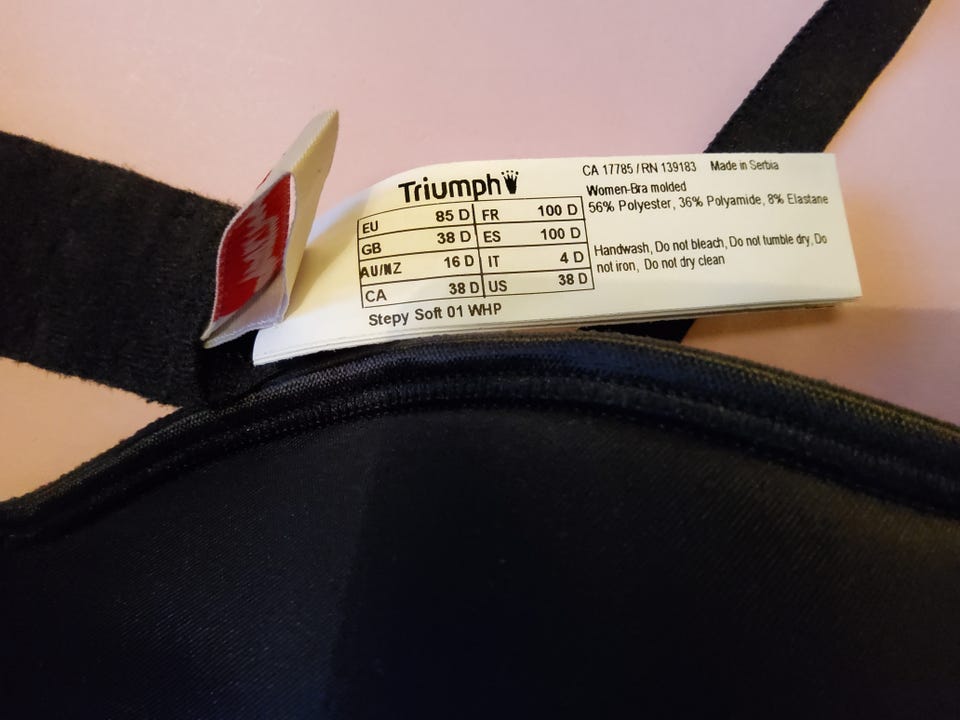 Triumph
EU 85 D FR 100 D
GB 38 D ES 100 D
AU/NZ 16 D IT 4 D
CA 38 D US 38 D
Stepy Soft 01 WHP
CA 17785 / RN 139183 Made in Serbia
Women-Bra molded
56% Polyester, 36% Polyamide, 8% Elastane
Handwash, Do not bleach, Do not tumble dry, Do
not iron, Do not dry clean